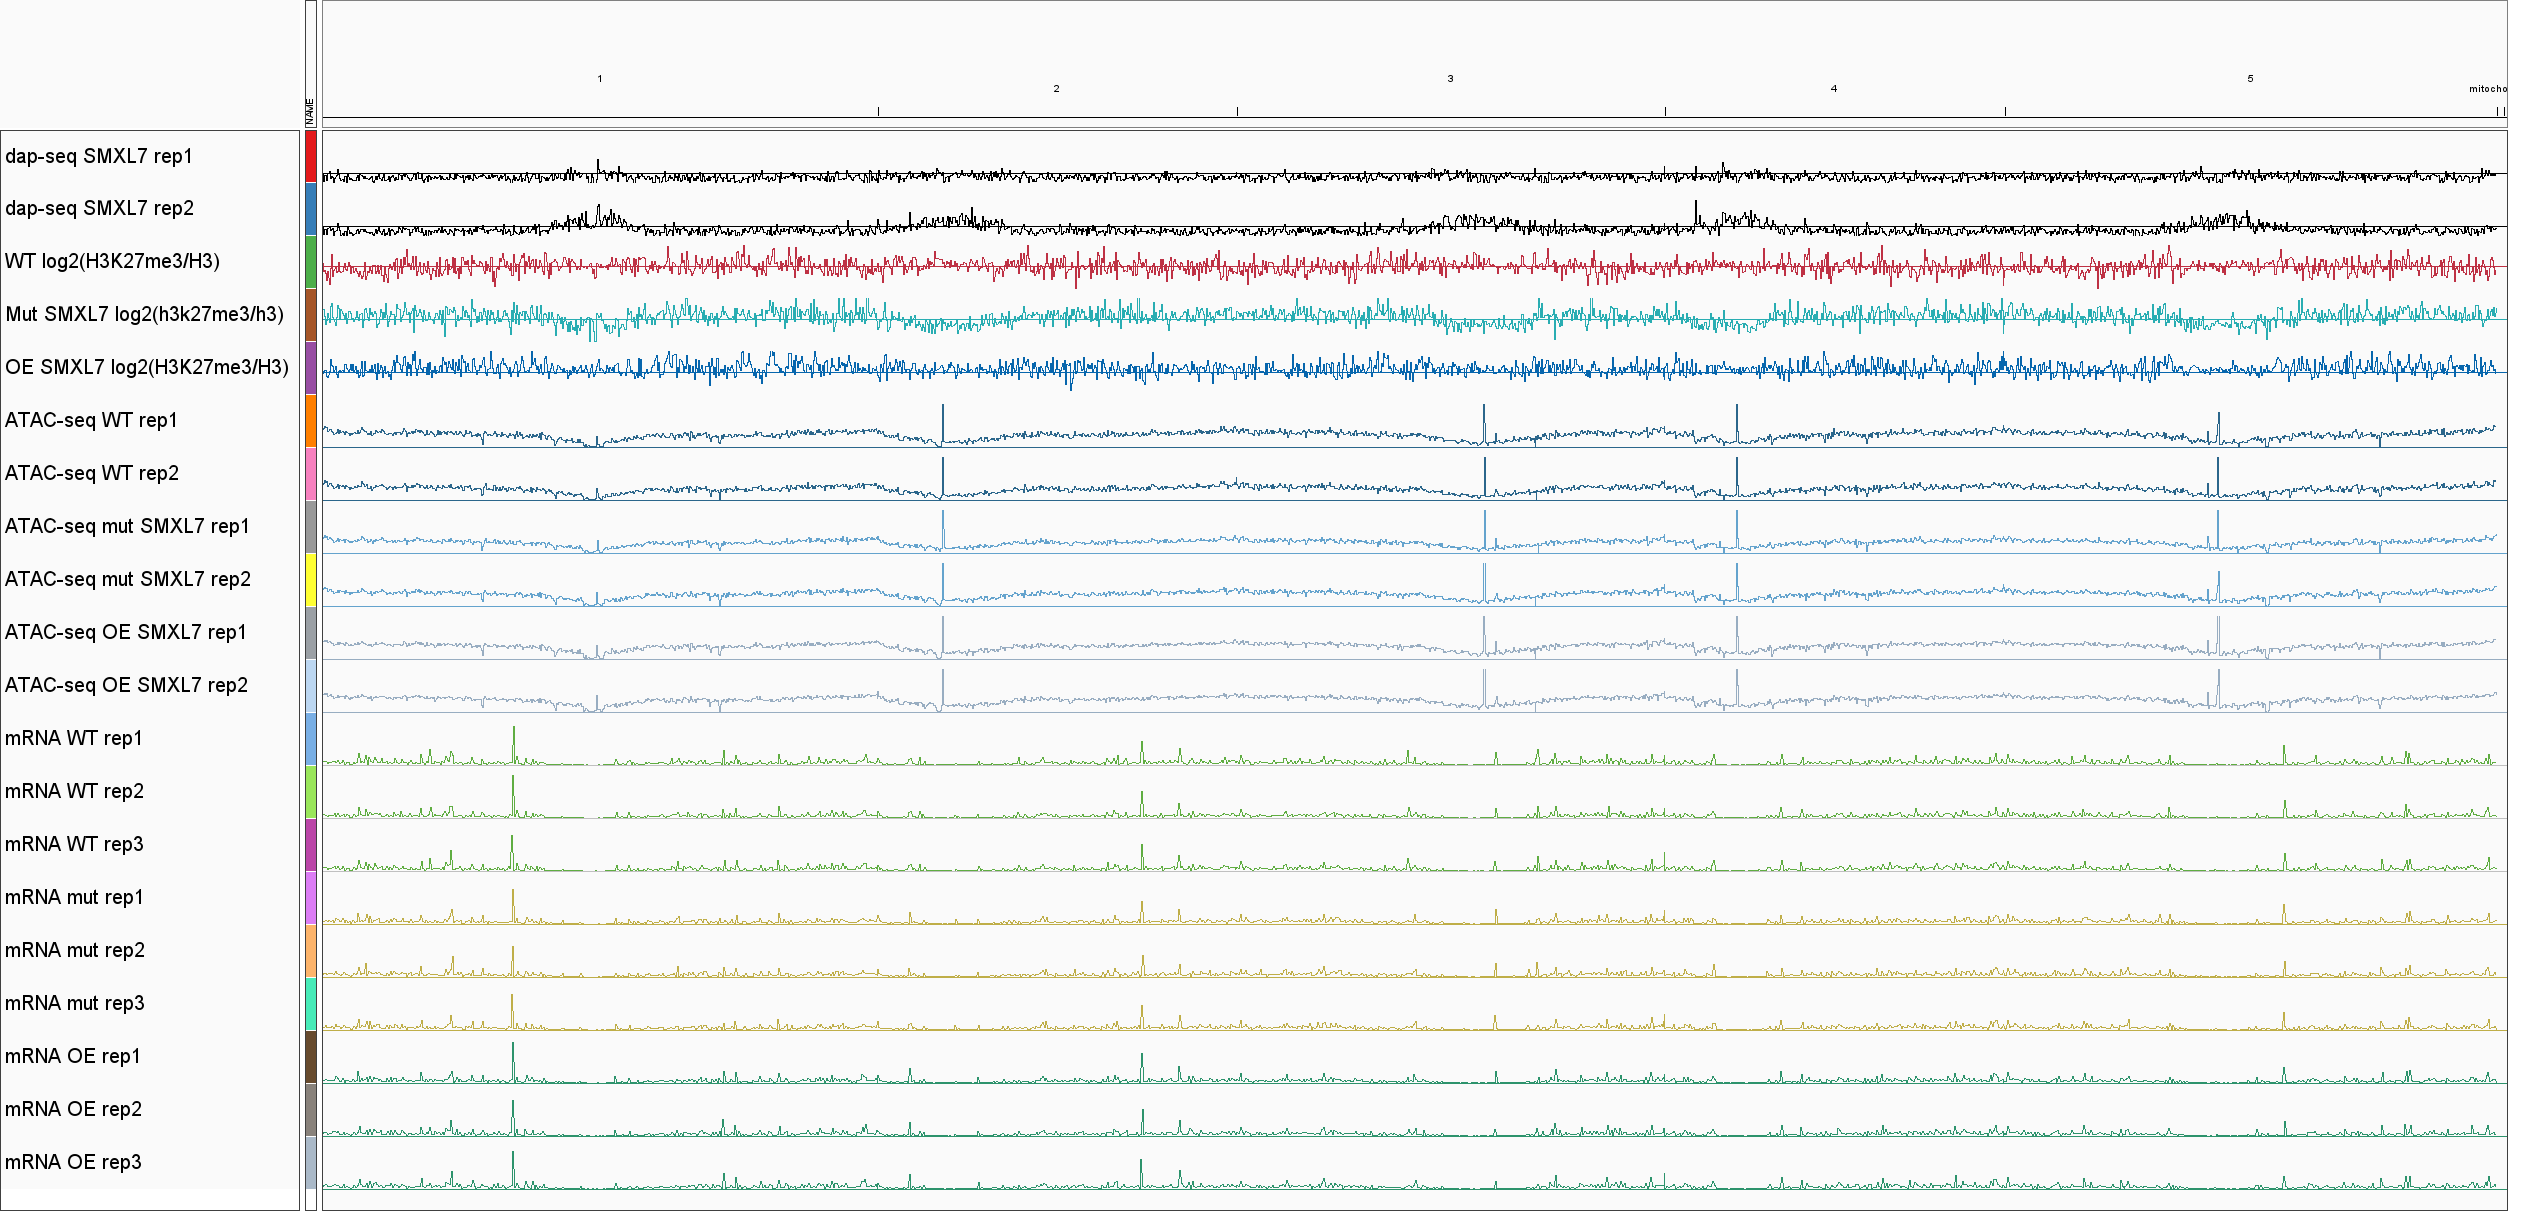 1
3
5
2
4
mitocho
NAME
dap-seq SMXL7 rep1
dap-seq SMXL7 rep2
WT log2(H3K27me3/H3)
Mut SMXL7 log2(h3k27me3/h3)
OE SMXL7 log2(H3K27me3/H3)
ATAC-seq WT rep1
ATAC-seq WT rep2
ATAC-seq mut SMXL7 rep1
ATAC-seq mut SMXL7 rep2
ATAC-seq OE SMXL7 rep1
ATAC-seq OE SMXL7 rep2
mRNA WT rep1
mRNA WT rep2
mRNA WT rep3
mRNA mut rep1
mRNA mut rep2
mRNA mut rep3
mRNA OE rep1
mRNA OE rep2
mRNA OE rep3